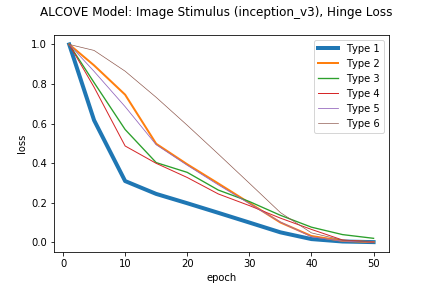 ALCOVE Model: Image Stimulus (inception_v3), Hinge Loss
1.0
0.8
0.6
0.4
0.2
0.0
loss
Type 1
Type 2
Type 3
Type 4
Type 5
Type 6
0 10 20 30 40 50
epoch